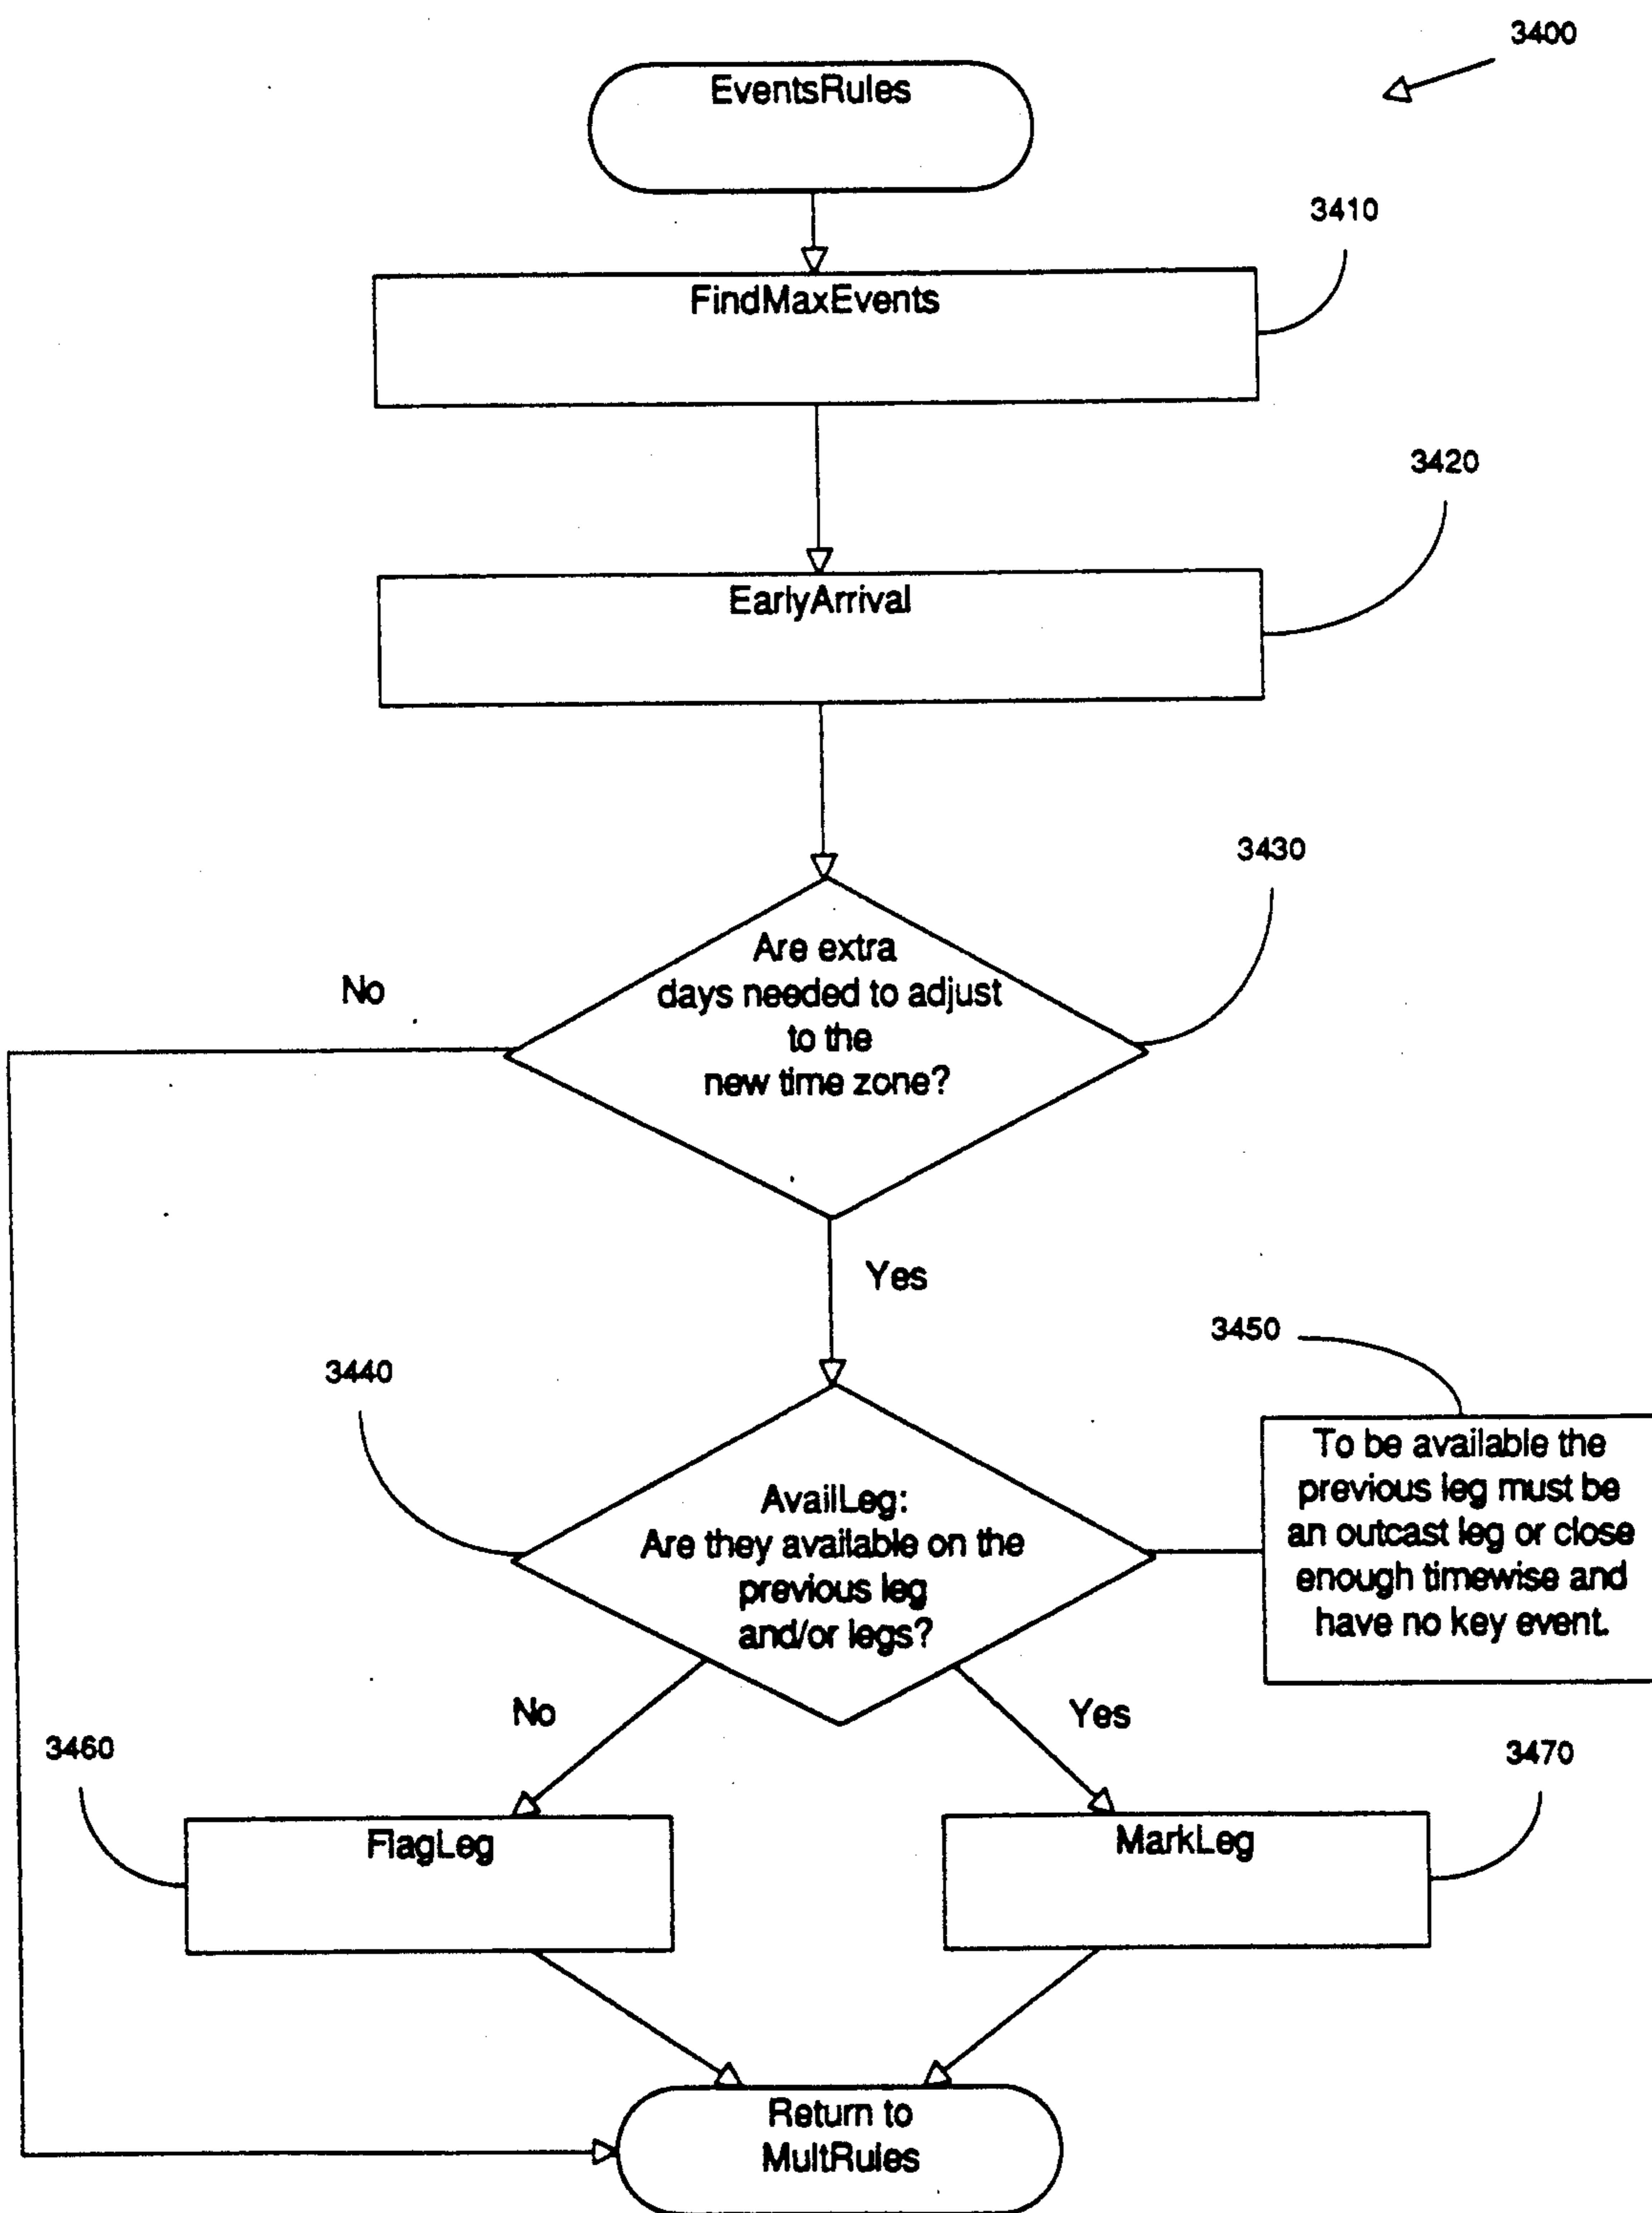 3400
EventsRules
3410
FindMaxEvents
3420
EarlyArrival
3430
Are extra
days needed to adjust
to the
new time zone?
No
Yes
3440
AvailLeg:
Are they available on the
previous leg
and/or legs?
3450
To be available the
previous leg must be
an outcast leg or close
enough timewise and
have no key event.
No
Yes
3460
FlagLeg
3470
MarkLeg
Return to
MultRules